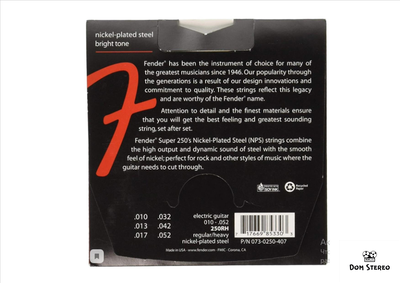 nickel-plated steel
bright tone
Fender® has been the instrument of choice for many of
the greatest musicians since 1946. Our popularity through
the generations is a result of our design innovations and
commitment to quality. These strings reflect this legacy
and are worthy of the Fender® name.
Attention to detail and the finest materials ensure
that you will get the best feeling and greatest sounding
string, set after set.
Fender® Super 250's Nickel-Plated Steel (NPS) strings combine
the high output and dynamic sound of steel with the smooth
feel of nickel; perfect for rock and other styles of music where the
guitar needs to cut through.
Recycled
Paper
.010 .032
.013 .042
.017 .052
electric guitar
010 - .052
250RH
regular/heavy
nickel-plated steel
Made in USA · www.fender.com · FMIC · Corona, CA
P/N 073-0250-407
DOM STEREO